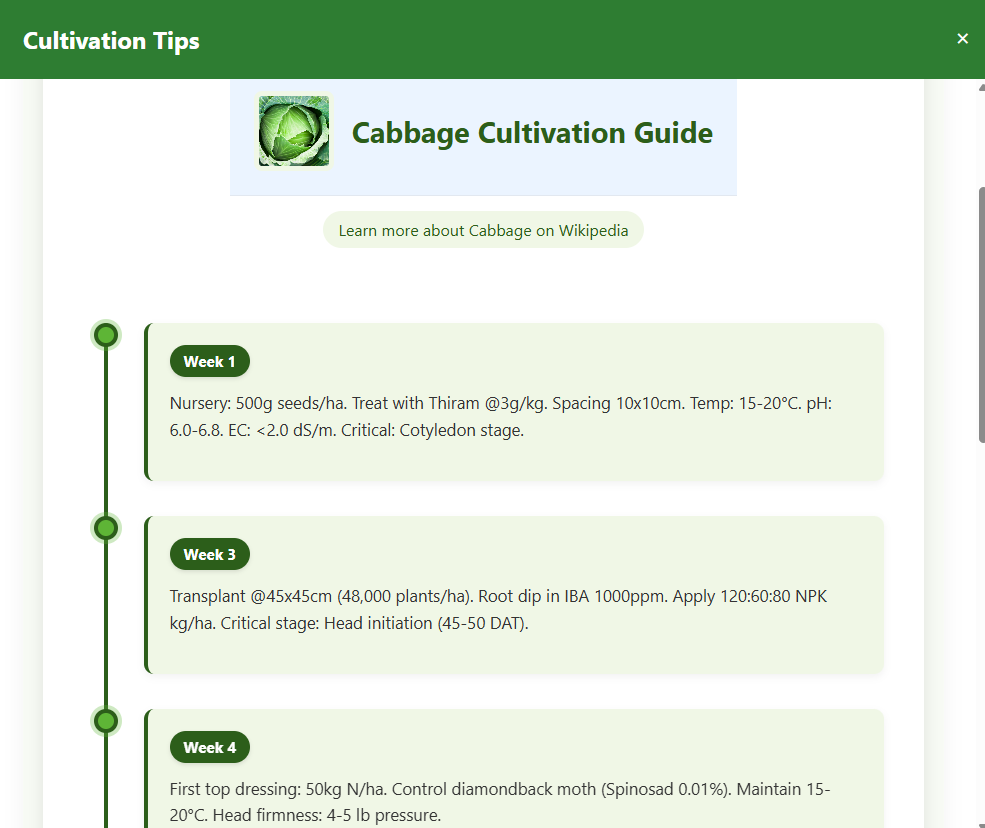 Cultivation Tips
×
Cabbage Cultivation Guide
Learn more about Cabbage on Wikipedia
Week 1
Nursery: 500g seeds/ha. Treat with Thiram @3g/kg. Spacing 10x10cm. Temp: 15-20°C. pH:
6.0-6.8. EC: <2.0 dS/m. Critical: Cotyledon stage.
Week 3
Transplant @45x45cm (48,000 plants/ha). Root dip in IBA 1000ppm. Apply 120:60:80 NPK
kg/ha. Critical stage: Head initiation (45-50 DAT).
Week 4
First top dressing: 50kg N/ha. Control diamondback moth (Spinosad 0.01%). Maintain 15-
20°C. Head firmness: 4-5 lb pressure.